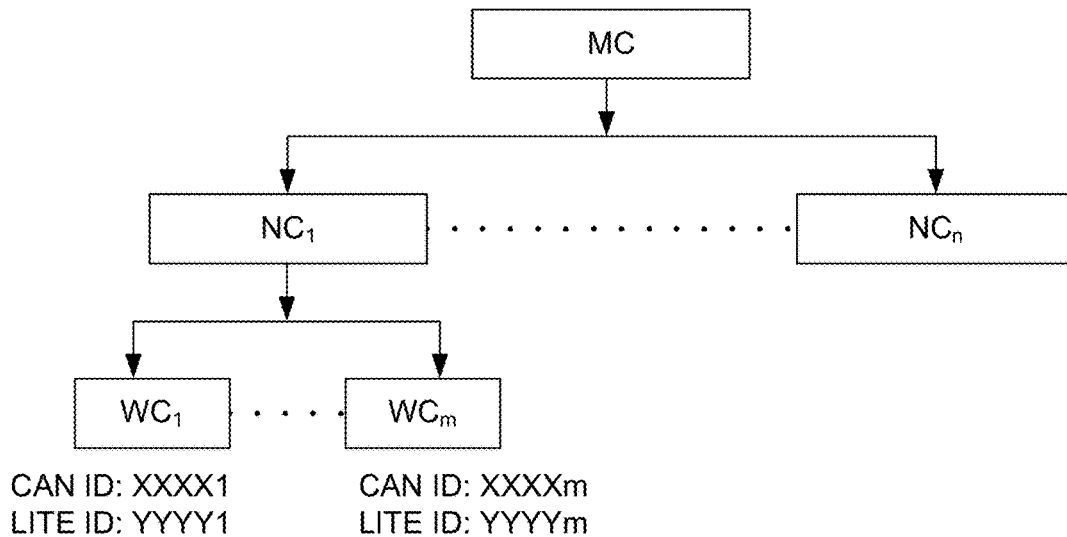 MC
NC₁ NCₙ
WC₁ WCₘ
CAN ID: XXXX1 CAN ID: XXXXm
LITE ID: YYYY1 LITE ID: YYYYm